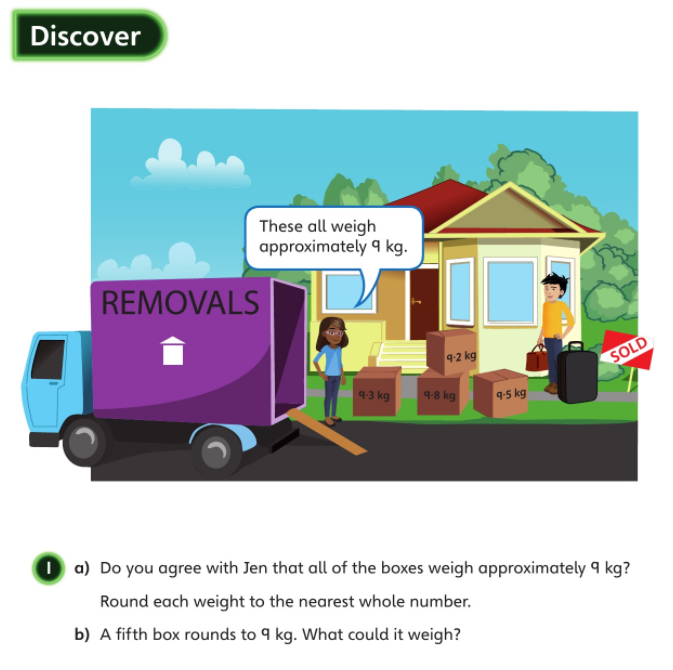 Discover
These all weigh
approximately 9 kg.
REMOVALS
9·2 kg
9·3 kg
9·8 kg
9·5 kg
SOLD
1 a) Do you agree with Jen that all of the boxes weigh approximately 9 kg?
Round each weight to the nearest whole number.
b) A fifth box rounds to 9 kg. What could it weigh?